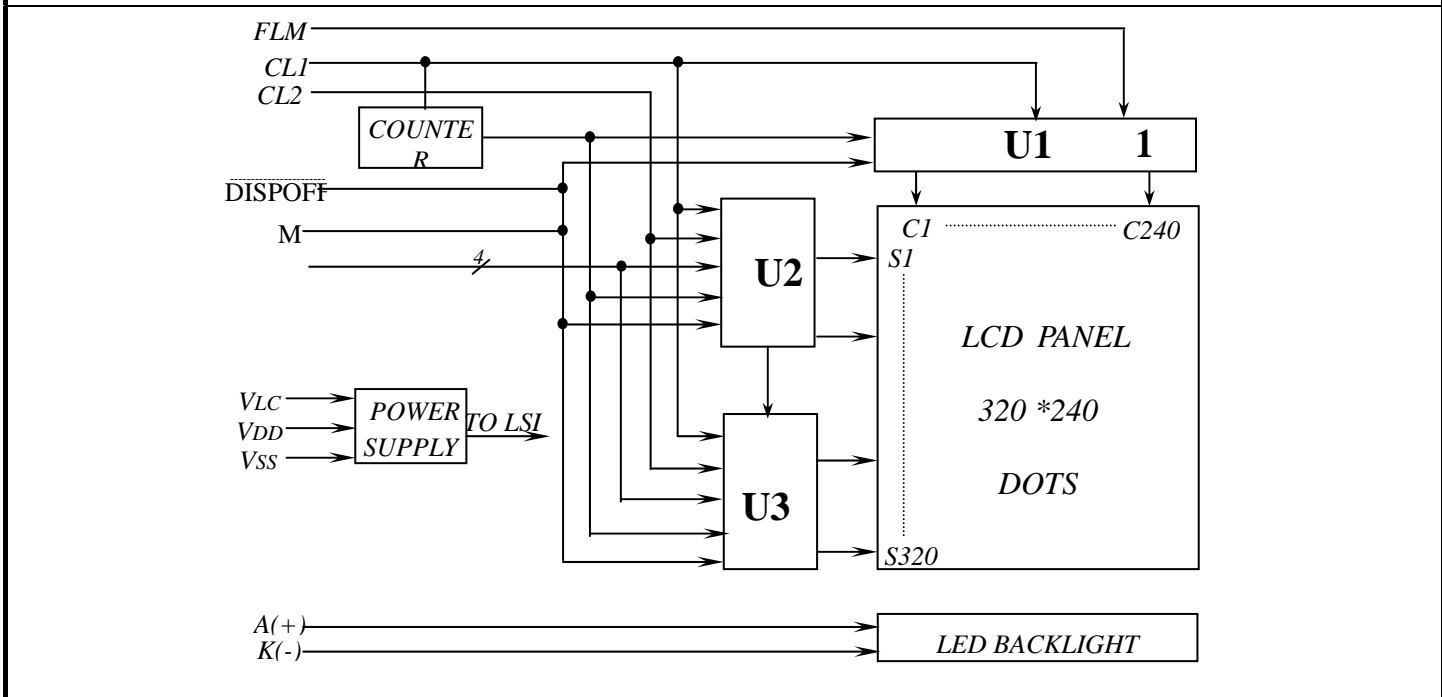 FLM
CL1
CL2
COUNTE
R
U1 1
DISPOFF
M
C1 C240
S1
4
U2
LCD PANEL
320 *240
DOTS
VLC
VDD
VSS
POWER
SUPPLY
TO LSI
U3
S320
A(+)
K(-)
LED BACKLIGHT